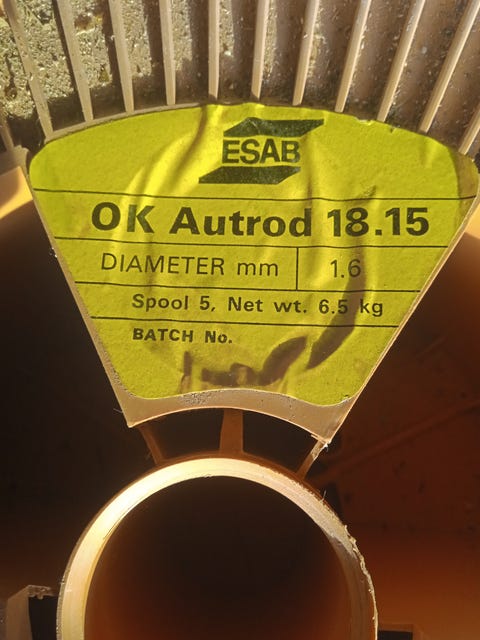 ESAB
OK Autrod 18.15
DIAMETER mm 1.6
Spool 5, Net wt. 6.5 kg
BATCH No.